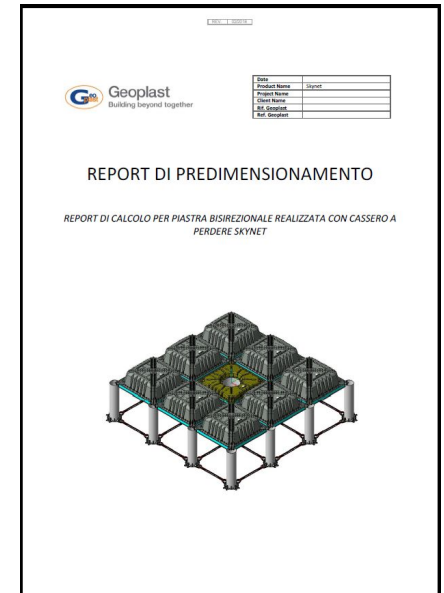 Geoplast
Building beyond together
Date
Product Name Skynet
Project Name
Client Name
Rif. Geoplast
Ref. Geoplast
REPORT DI PREDIMENSIONAMENTO
REPORT DI CALCOLO PER PIASTRA BISIREZIONALE REALIZZATA CON CASSERO A
PERDERE SKYNET